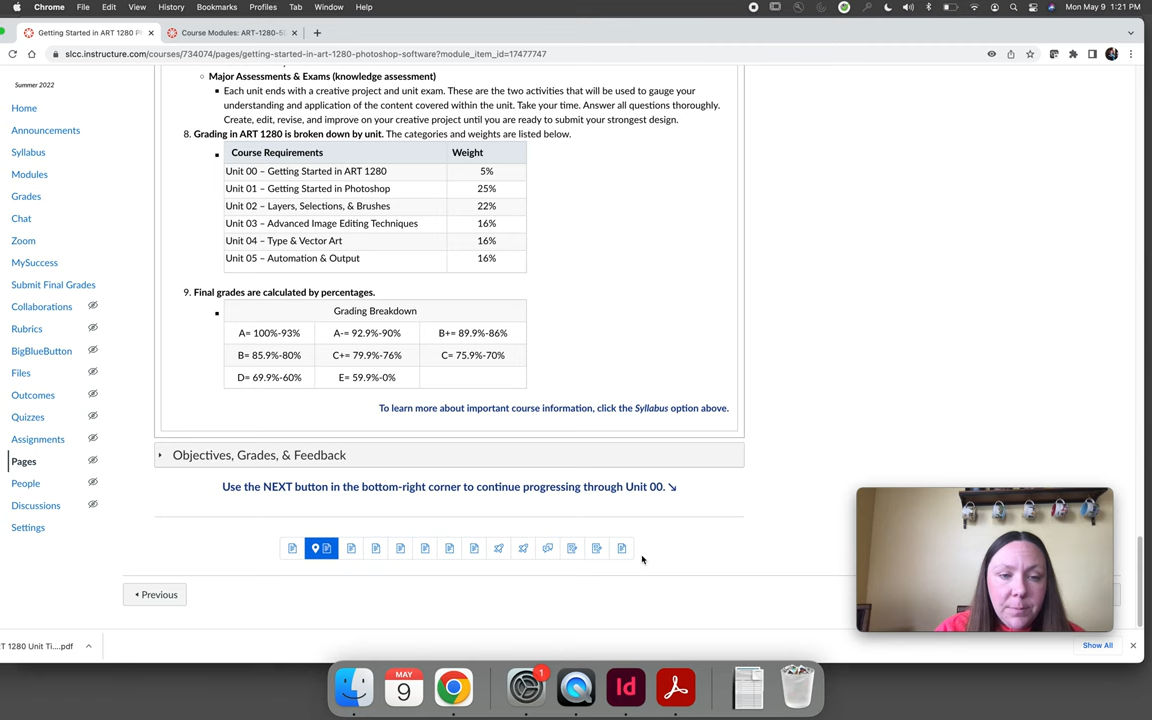 Chrome File Edit View History Bookmarks Profiles Tab Window Help Mon May 9 1:21 PM
Getting Started in ART 1280 P Course Modules: ART-1280-50
slcc.instructure.com/courses/734074/pages/getting-started-in-art-1280-photoshop-software?module_item_id=17477747
Summer 2022
Home
Announcements
Syllabus
Modules
Grades
Chat
Zoom
MySuccess
Submit Final Grades
Collaborations
Rubrics
BigBlueButton
Files
Outcomes
Quizzes
Assignments
Pages
People
Discussions
Settings
Major Assessments & Exams (knowledge assessment)
Each unit ends with a creative project and unit exam. These are the two activities that will be used to gauge your
understanding and application of the content covered within the unit. Take your time. Answer all questions thoroughly.
Create, edit, revise, and improve on your creative project until you are ready to submit your strongest design.
8. Grading in ART 1280 is broken down by unit. The categories and weights are listed below.
Course Requirements Weight
Unit 00 – Getting Started in ART 1280 5%
Unit 01 – Getting Started in Photoshop 25%
Unit 02 – Layers, Selections, & Brushes 22%
Unit 03 – Advanced Image Editing Techniques 16%
Unit 04 – Type & Vector Art 16%
Unit 05 – Automation & Output 16%
9. Final grades are calculated by percentages.
Grading Breakdown
A= 100%-93% A-= 92.9%-90% B+= 89.9%-86%
B= 85.9%-80% C+= 79.9%-76% C= 75.9%-70%
D= 69.9%-60% E= 59.9%-0%
To learn more about important course information, click the Syllabus option above.
Objectives, Grades, & Feedback
Use the NEXT button in the bottom-right corner to continue progressing through Unit 00. ↘
Previous
T 1280 Unit Ti....pdf
Show All
MAY
9
1
Id